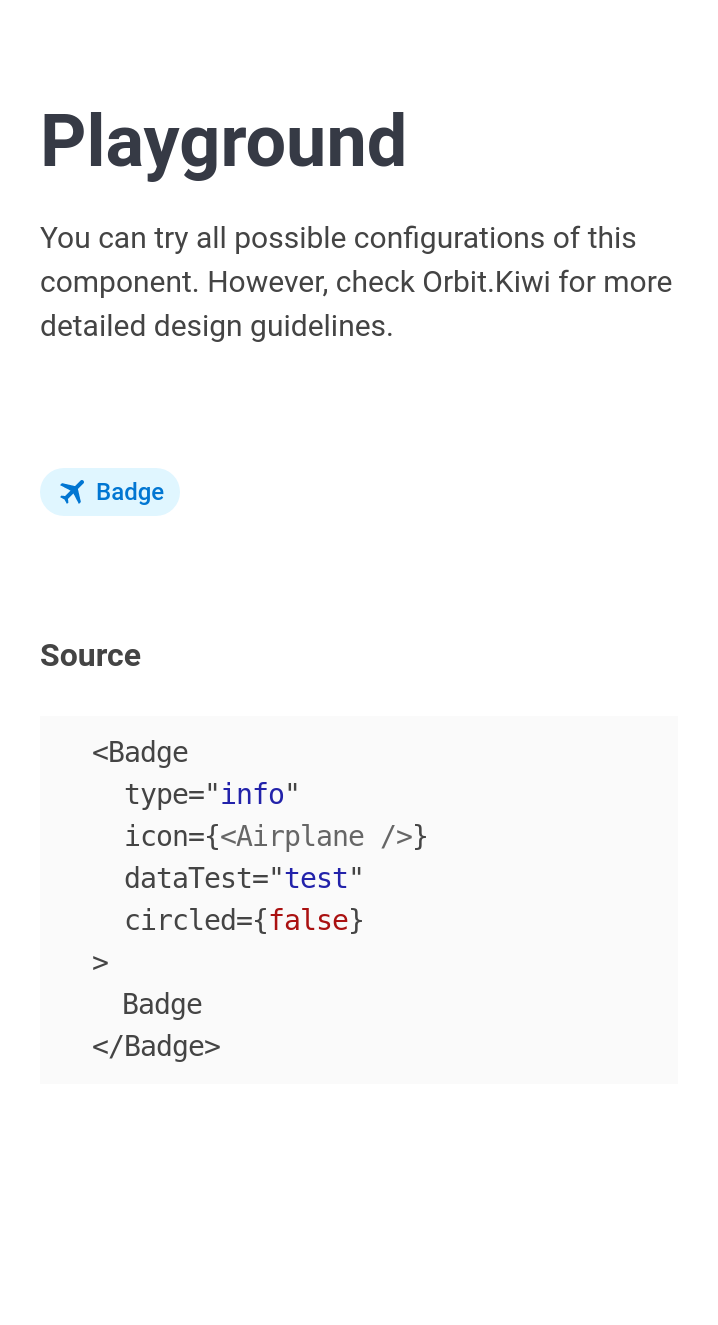 Playground
You can try all possible configurations of this
component. However, check Orbit.Kiwi for more
detailed design guidelines.
Badge
Source
<Badge
type="info"
icon={<Airplane />}
dataTest="test"
circled={false}
>
Badge
</Badge>